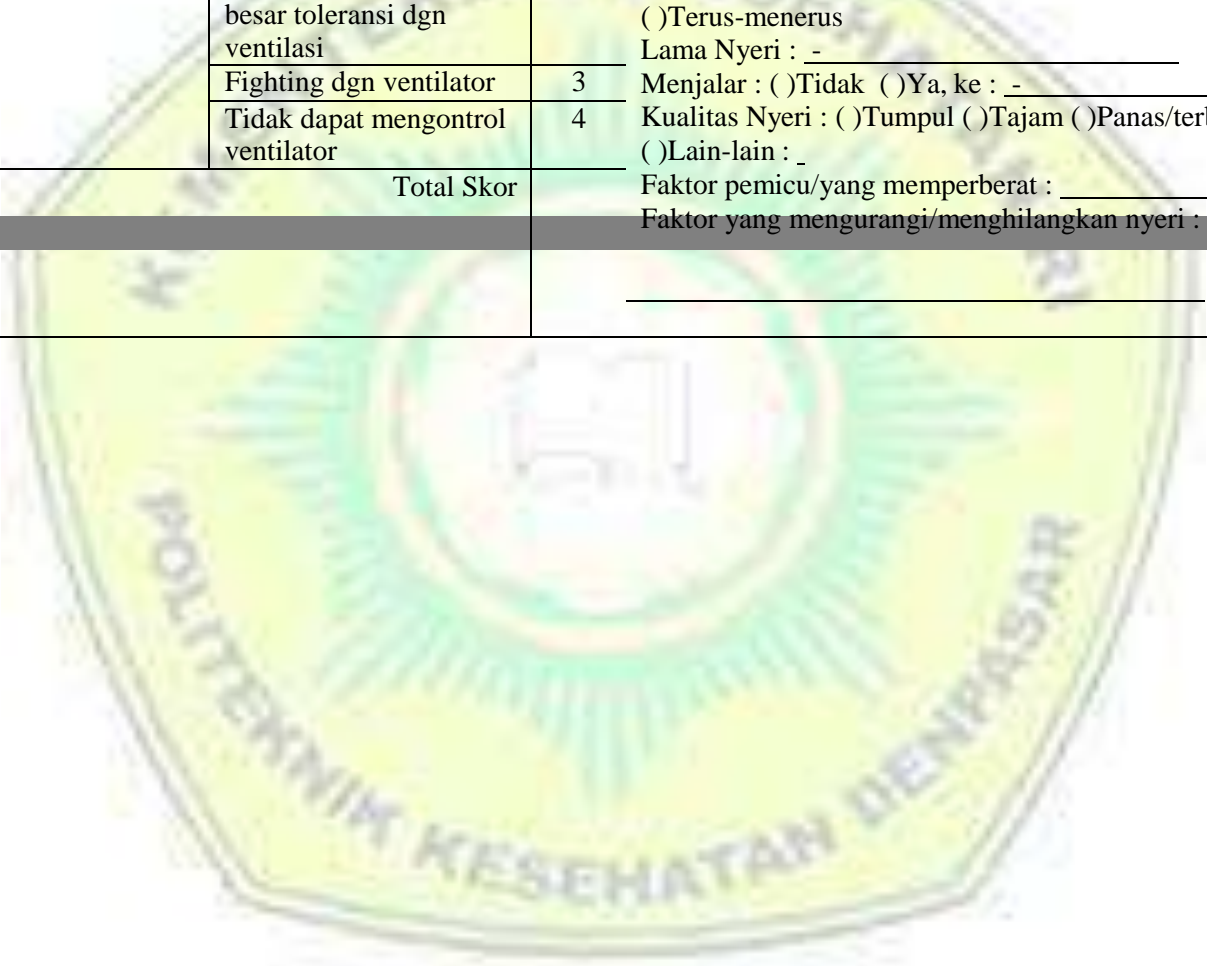 besar toleransi dgn
ventilasi
Fighting dgn ventilator 3
Tidak dapat mengontrol 4
ventilator
Total Skor
( )Terus-menerus
Lama Nyeri : -
Menjalar : ( )Tidak ( )Ya, ke : -
Kualitas Nyeri : ( )Tumpul ( )Tajam ( )Panas/
( )Lain-lain : -
Faktor pemicu/yang memperberat :
Faktor yang mengurangi/menghilangkan nyeri :
POLITEKNIK KESEHATAN DENPASAR